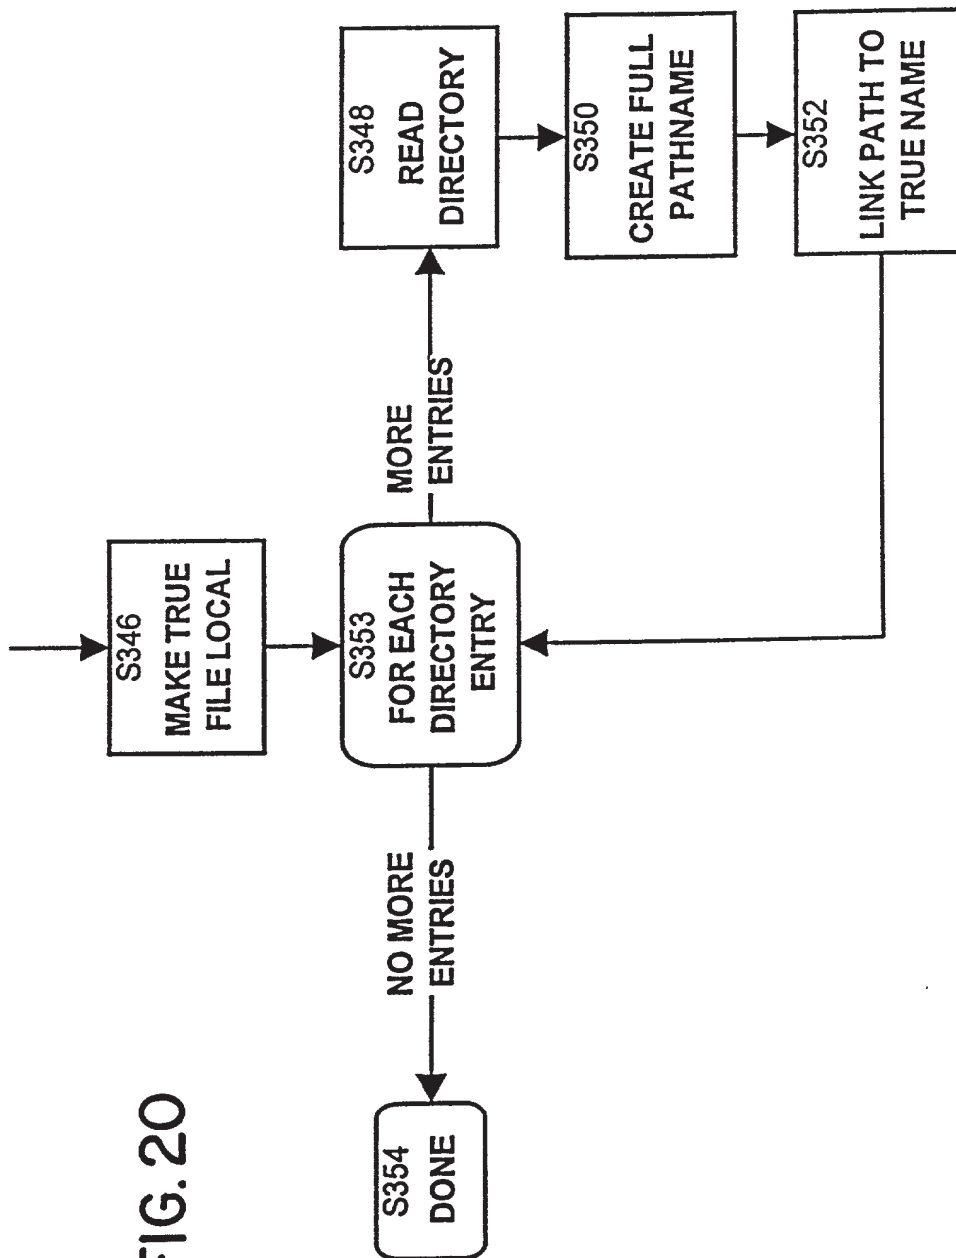 FIG. 20
S346
MAKE TRUE
FILE LOCAL
S353
FOR EACH
DIRECTORY
ENTRY
MORE
ENTRIES
S348
READ
DIRECTORY
S350
CREATE FULL
PATHNAME
S352
LINK PATH TO
TRUE NAME
NO MORE
ENTRIES
S354
DONE